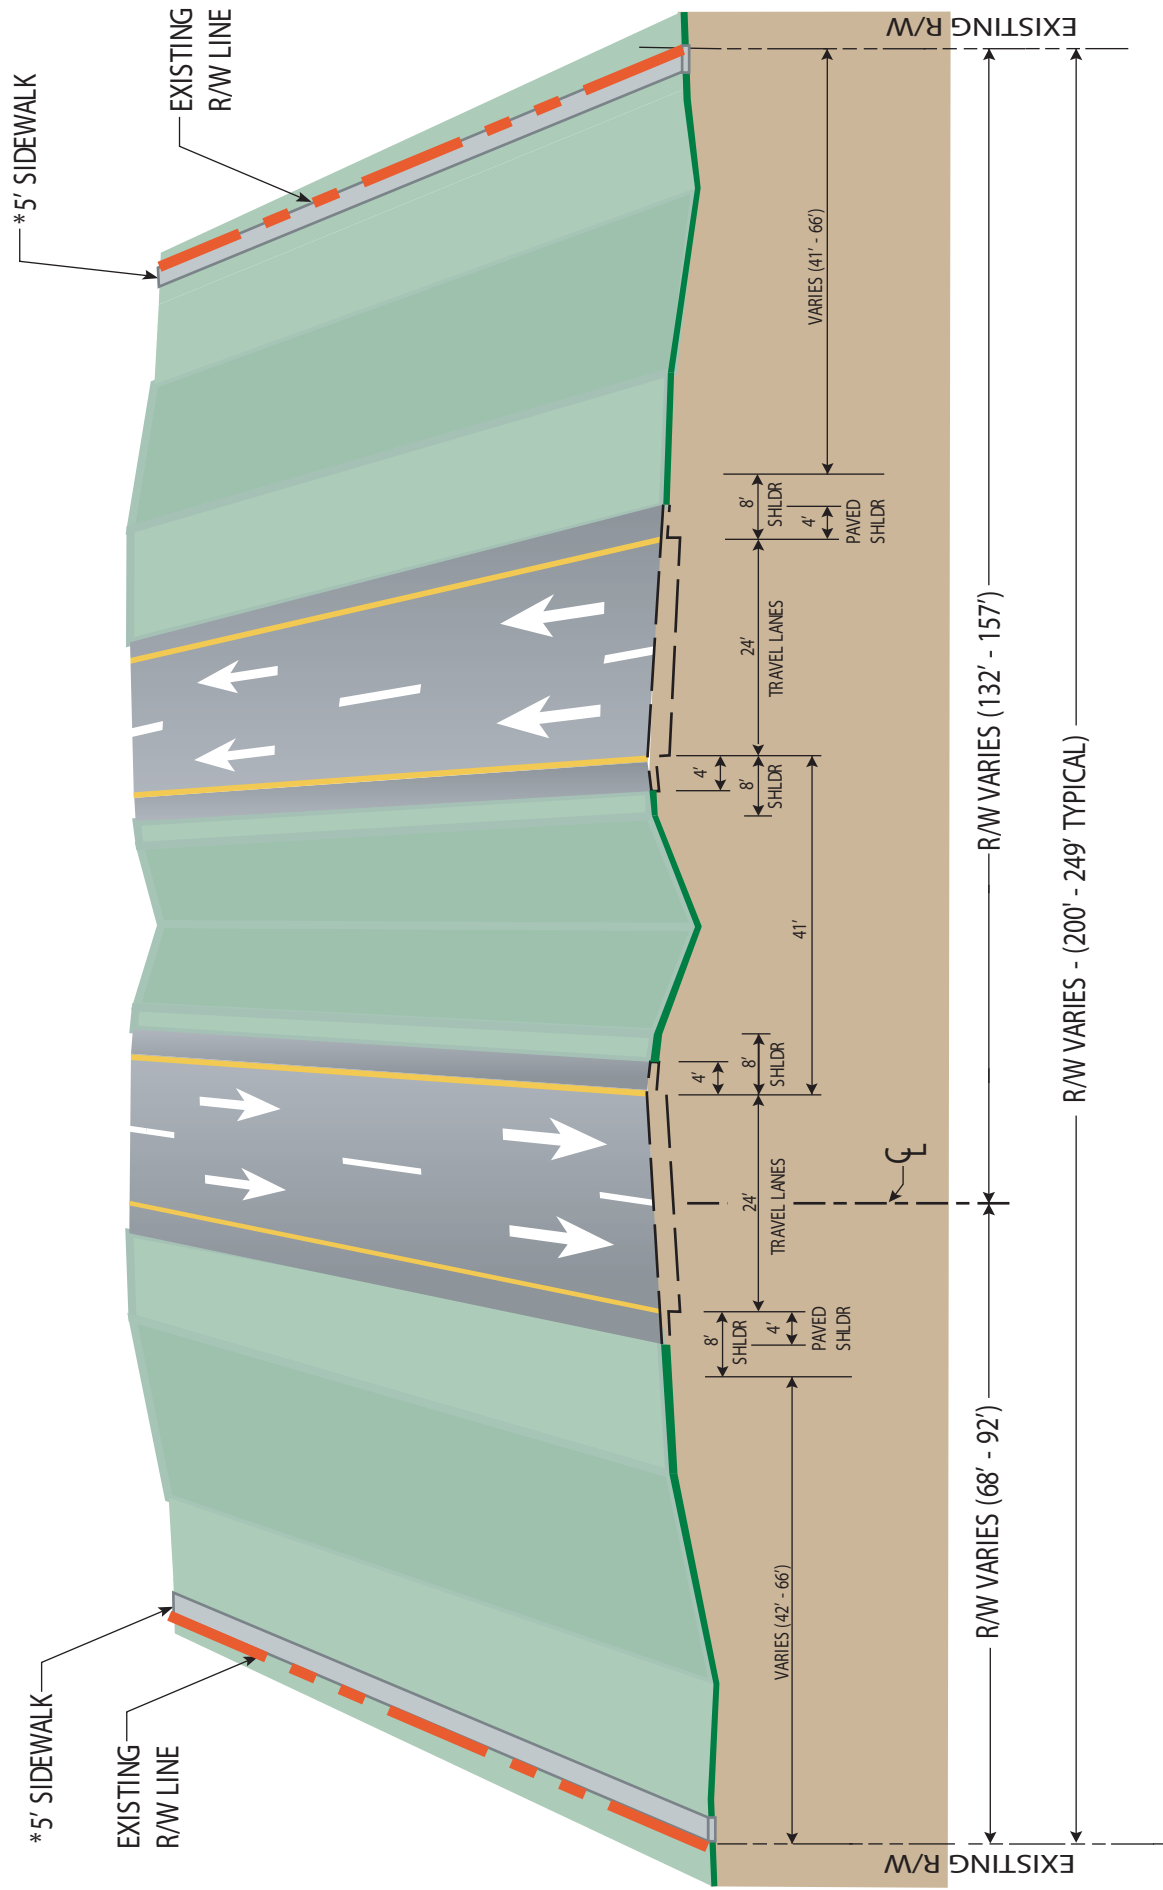 *5' SIDEWALK
EXISTING
R/W LINE
*5' SIDEWALK
EXISTING
R/W LINE
VARIES (42' - 66')
8'
SHLDR
4'
PAVED
SHLDR
24'
TRAVEL LANES
4'
8'
SHLDR
41'
4'
8'
SHLDR
24'
TRAVEL LANES
8'
SHLDR
4'
PAVED
SHLDR
VARIES (41' - 66')
CL
EXISTING R/W
R/W VARIES (68' - 92')
R/W VARIES (132' - 157')
EXISTING R/W
R/W VARIES - (200' - 249' TYPICAL)